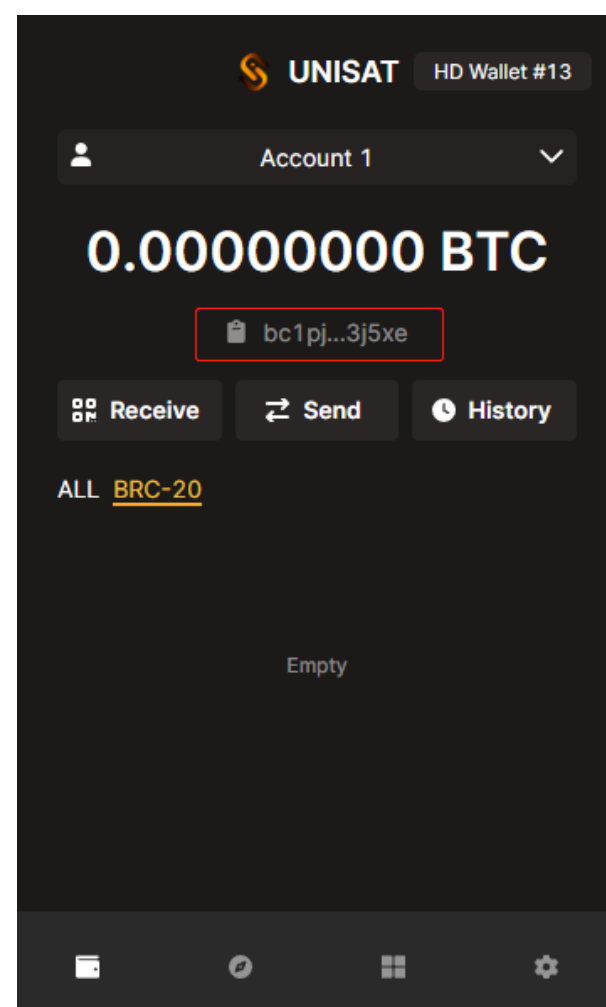 UNISAT HD Wallet #13
Account 1
0.00000000 BTC
bc1pj...3j5xe
Receive Send History
ALL BRC-20
Empty